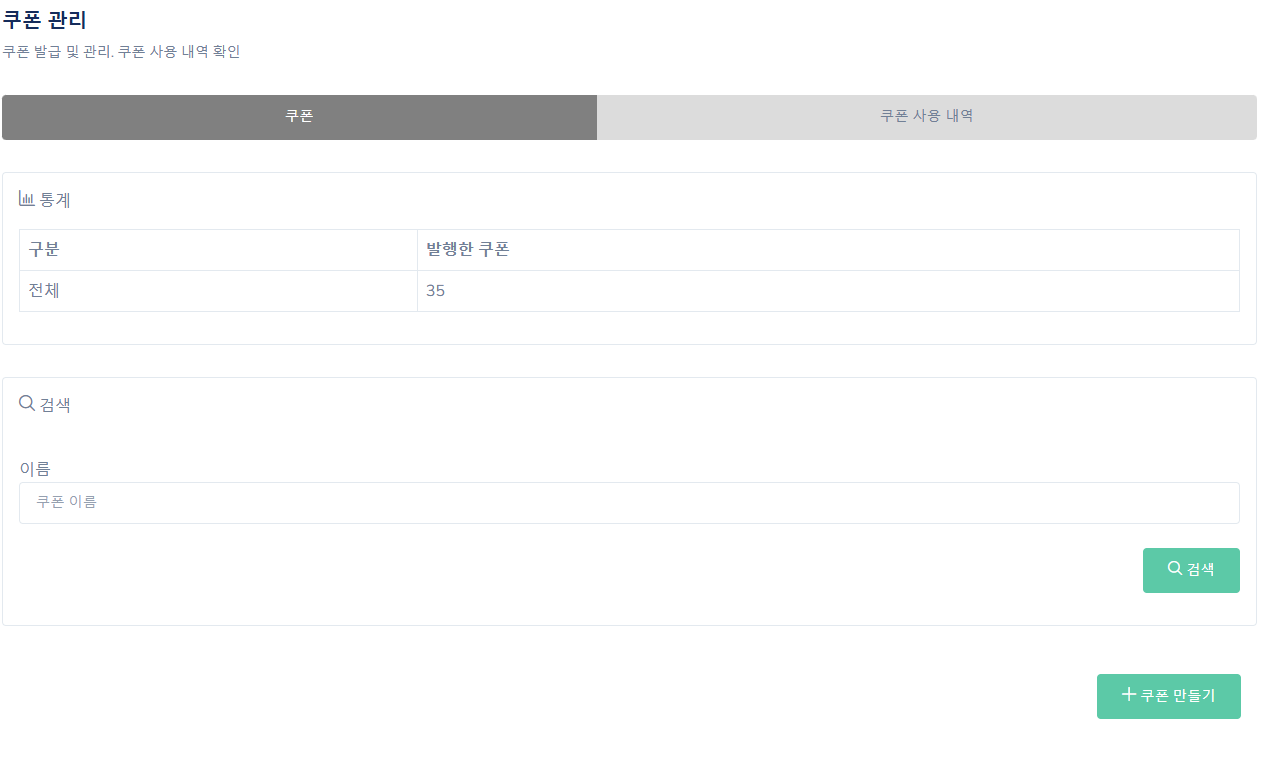 쿠폰 관리
쿠폰 발급 및 관리. 쿠폰 사용 내역 확인
쿠폰 쿠폰 사용 내역
통계
구분 발행한 쿠폰
전체 35
검색
이름
쿠폰 이름
검색
쿠폰 만들기